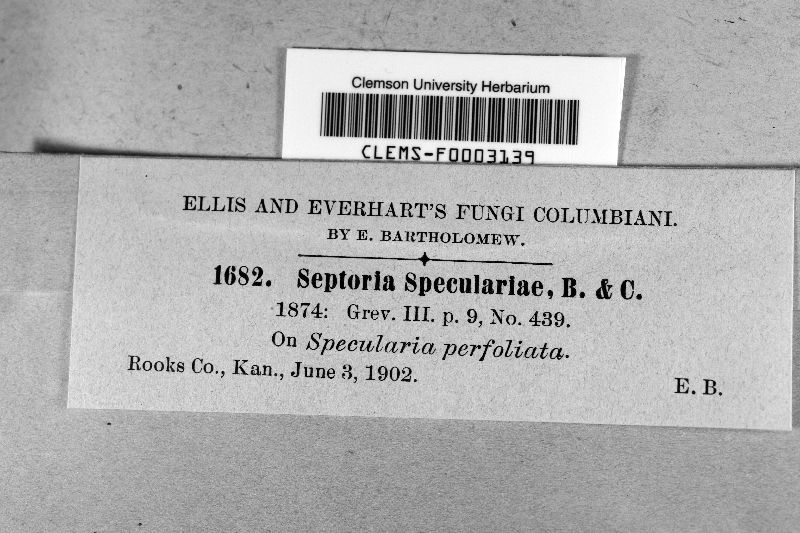 Clemson University Herbarium
CLEMS-F0003139
ELLIS AND EVERHART'S FUNGI COLUMBIANI.
BY E. BARTHOLOMEW.
1682. Septoria Speculariae, B. & C.
1874: Grev. III. p. 9, No. 439.
On Specularia perfoliata.
Rooks Co., Kan., June 3, 1902.
E. B.